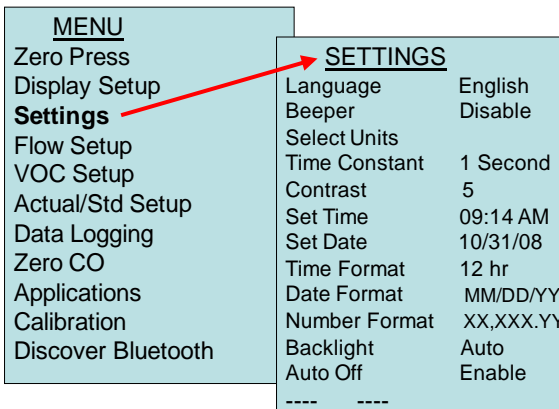 MENU
Zero Press
Display Setup
Settings
Flow Setup
VOC Setup
Actual/Std Setup
Data Logging
Zero CO
Applications
Calibration
Discover Bluetooth
SETTINGS
Language English
Beeper Disable
Select Units
Time Constant 1 Second
Contrast 5
Set Time 09:14 AM
Set Date 10/31/08
Time Format 12 hr
Date Format MM/DD/YY
Number Format XX,XXX.YY
Backlight Auto
Auto Off Enable
---- ----